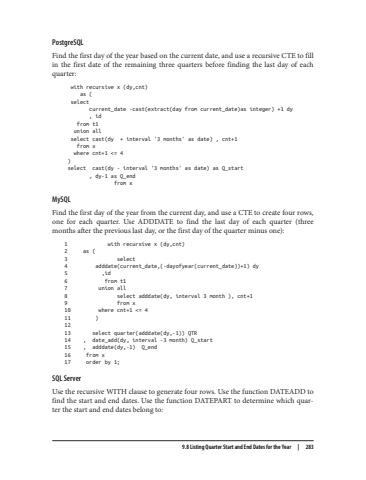 PostgreSQL
Find the first day of the year based on the current date, and use a recursive CTE to fill
in the first date of the remaining three quarters before finding the last day of each
quarter:
with recursive x (dy,cnt)
as (
select
current_date -cast(extract(day from current_date)as integer) +1 dy
, id
from t1
union all
select cast(dy + interval '3 months' as date) , cnt+1
from x
where cnt+1 <= 4
)
select cast(dy - interval '3 months' as date) as Q_start
, dy-1 as Q_end
from x
MySQL
Find the first day of the year from the current day, and use a CTE to create four rows,
one for each quarter. Use ADDDATE to find the last day of each quarter (three
months after the previous last day, or the first day of the quarter minus one):
1 with recursive x (dy,cnt)
2 as (
3 select
4 adddate(current_date,(-dayofyear(current_date))+1) dy
5 ,id
6 from t1
7 union all
8 select adddate(dy, interval 3 month ), cnt+1
9 from x
10 where cnt+1 <= 4
11 )
12
13 select quarter(adddate(dy,-1)) QTR
14 , date_add(dy, interval -3 month) Q_start
15 , adddate(dy,-1) Q_end
16 from x
17 order by 1;
SQL Server
Use the recursive WITH clause to generate four rows. Use the function DATEADD to
find the start and end dates. Use the function DATEPART to determine which quar-
ter the start and end dates belong to:
9.8 Listing Quarter Start and End Dates for the Year | 283